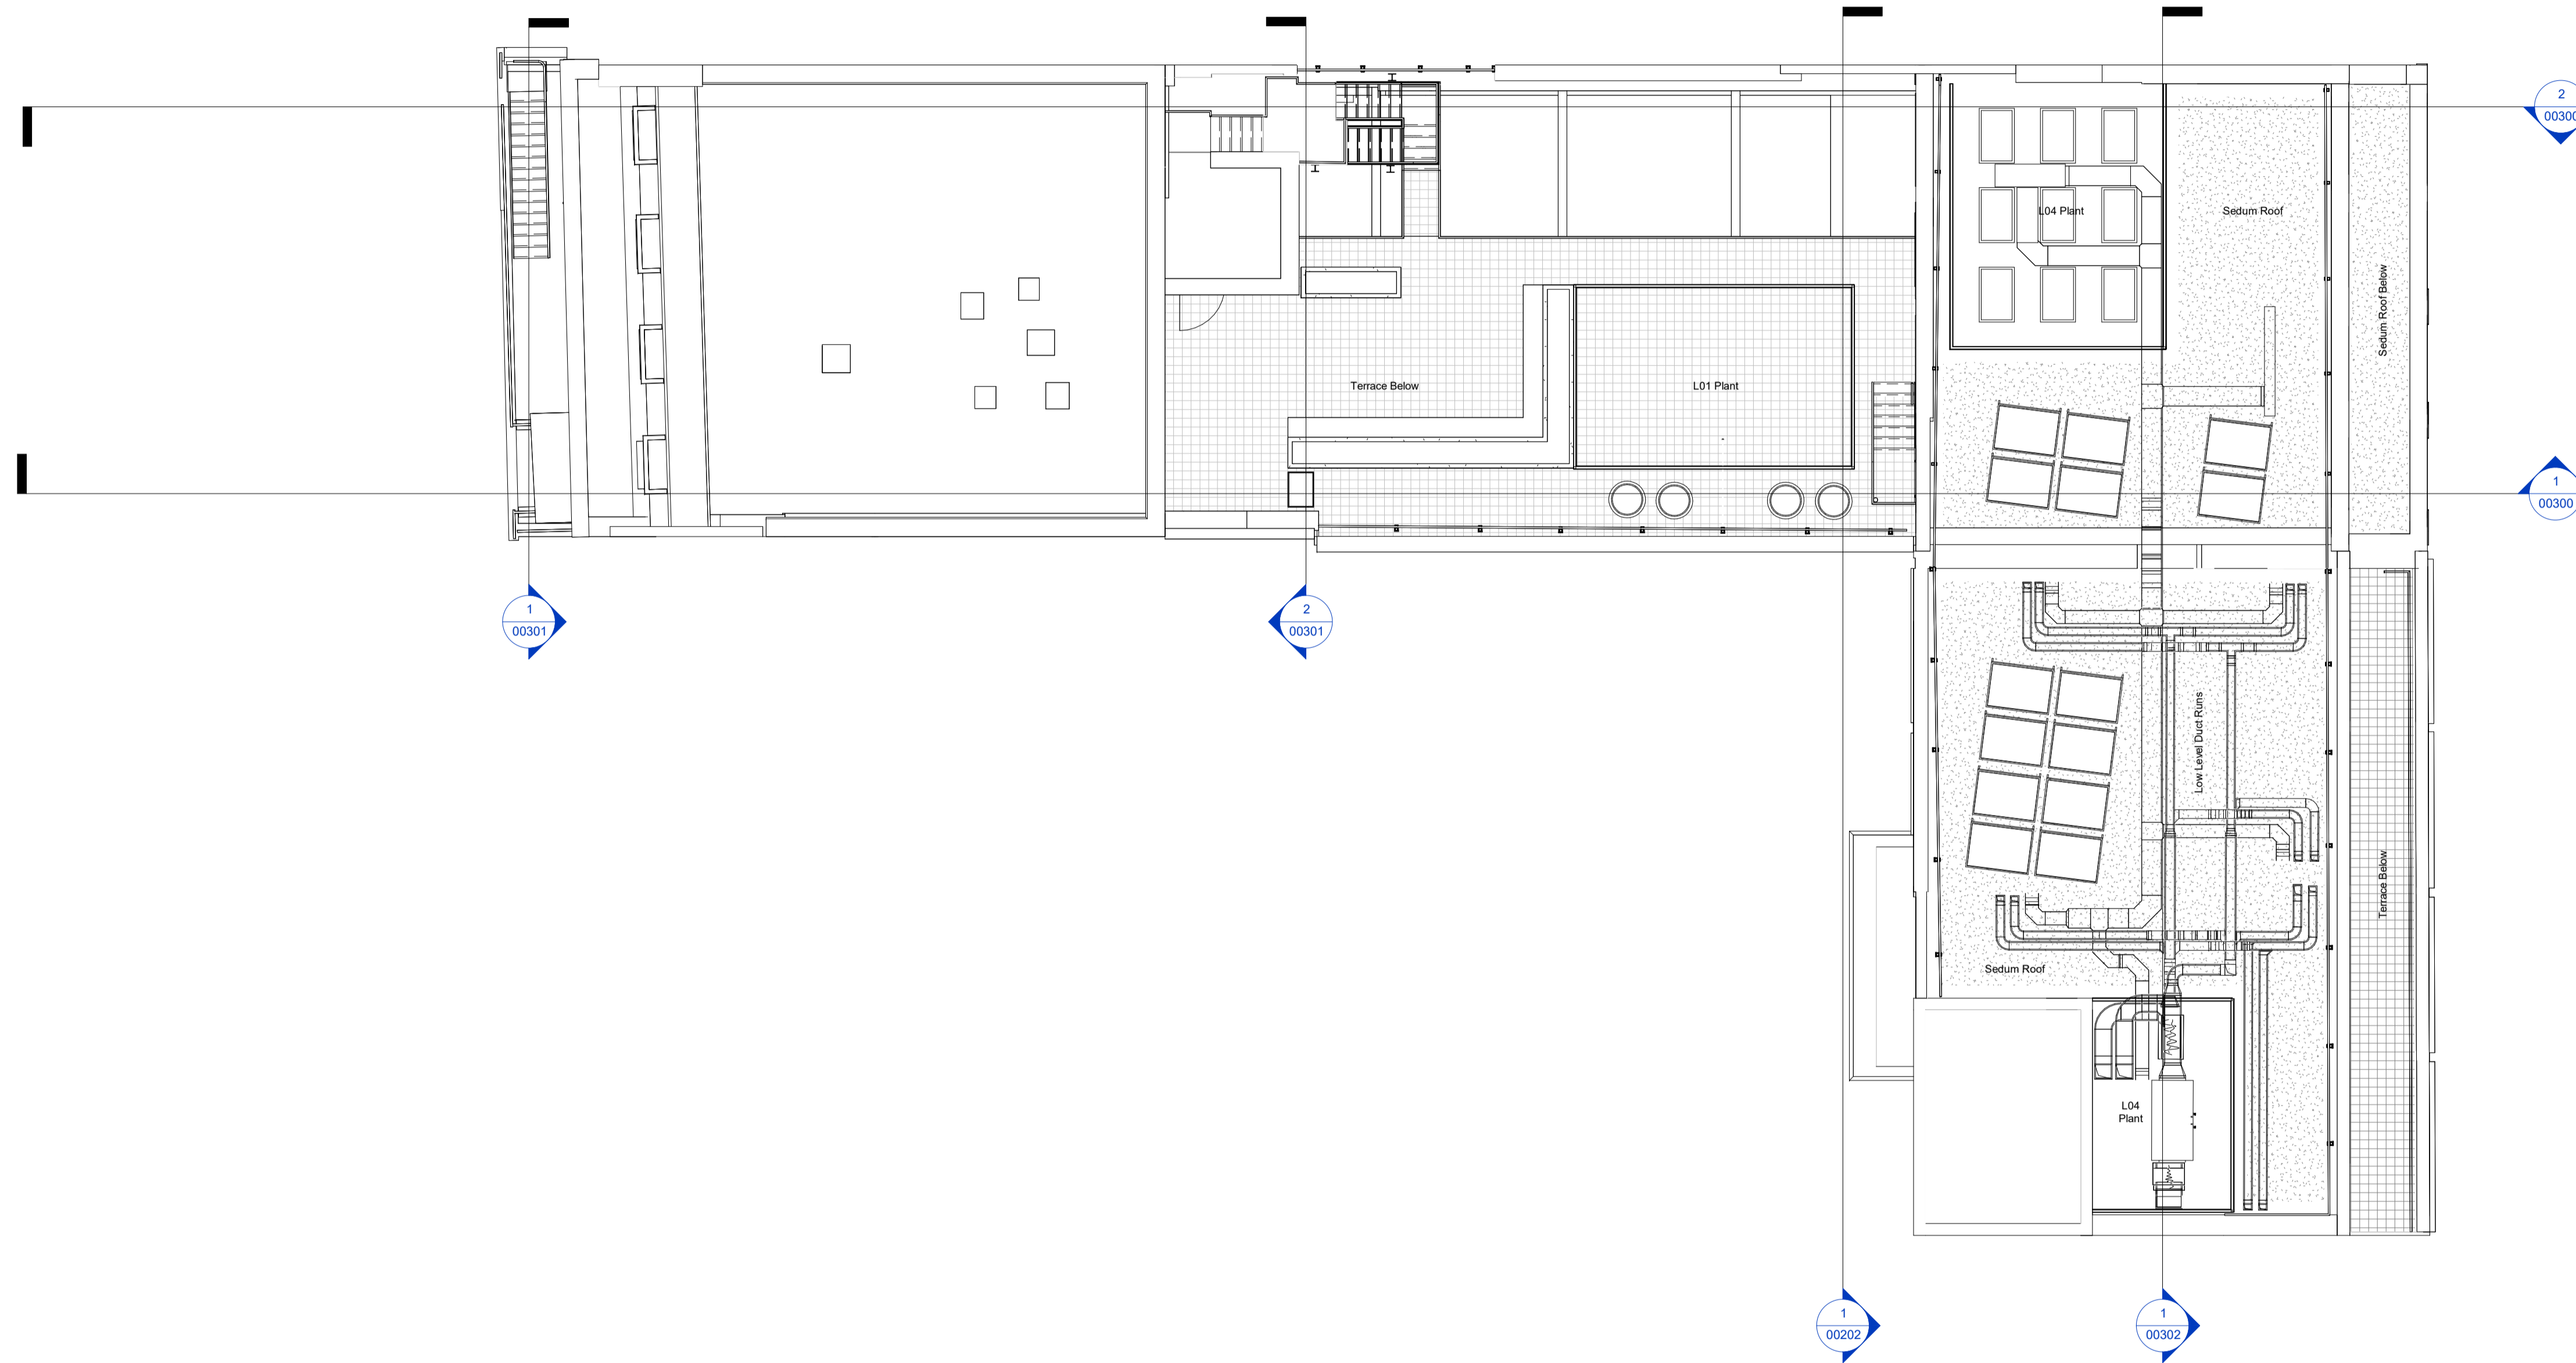 2
00300
L04 Plant
Sedum Roof
Sedum Roof Below
Terrace Below
L01 Plant
1
00300
1
00301
2
00301
Low Level Duct Runs
Terrace Below
Sedum Roof
L04
Plant
1
00202
1
00302